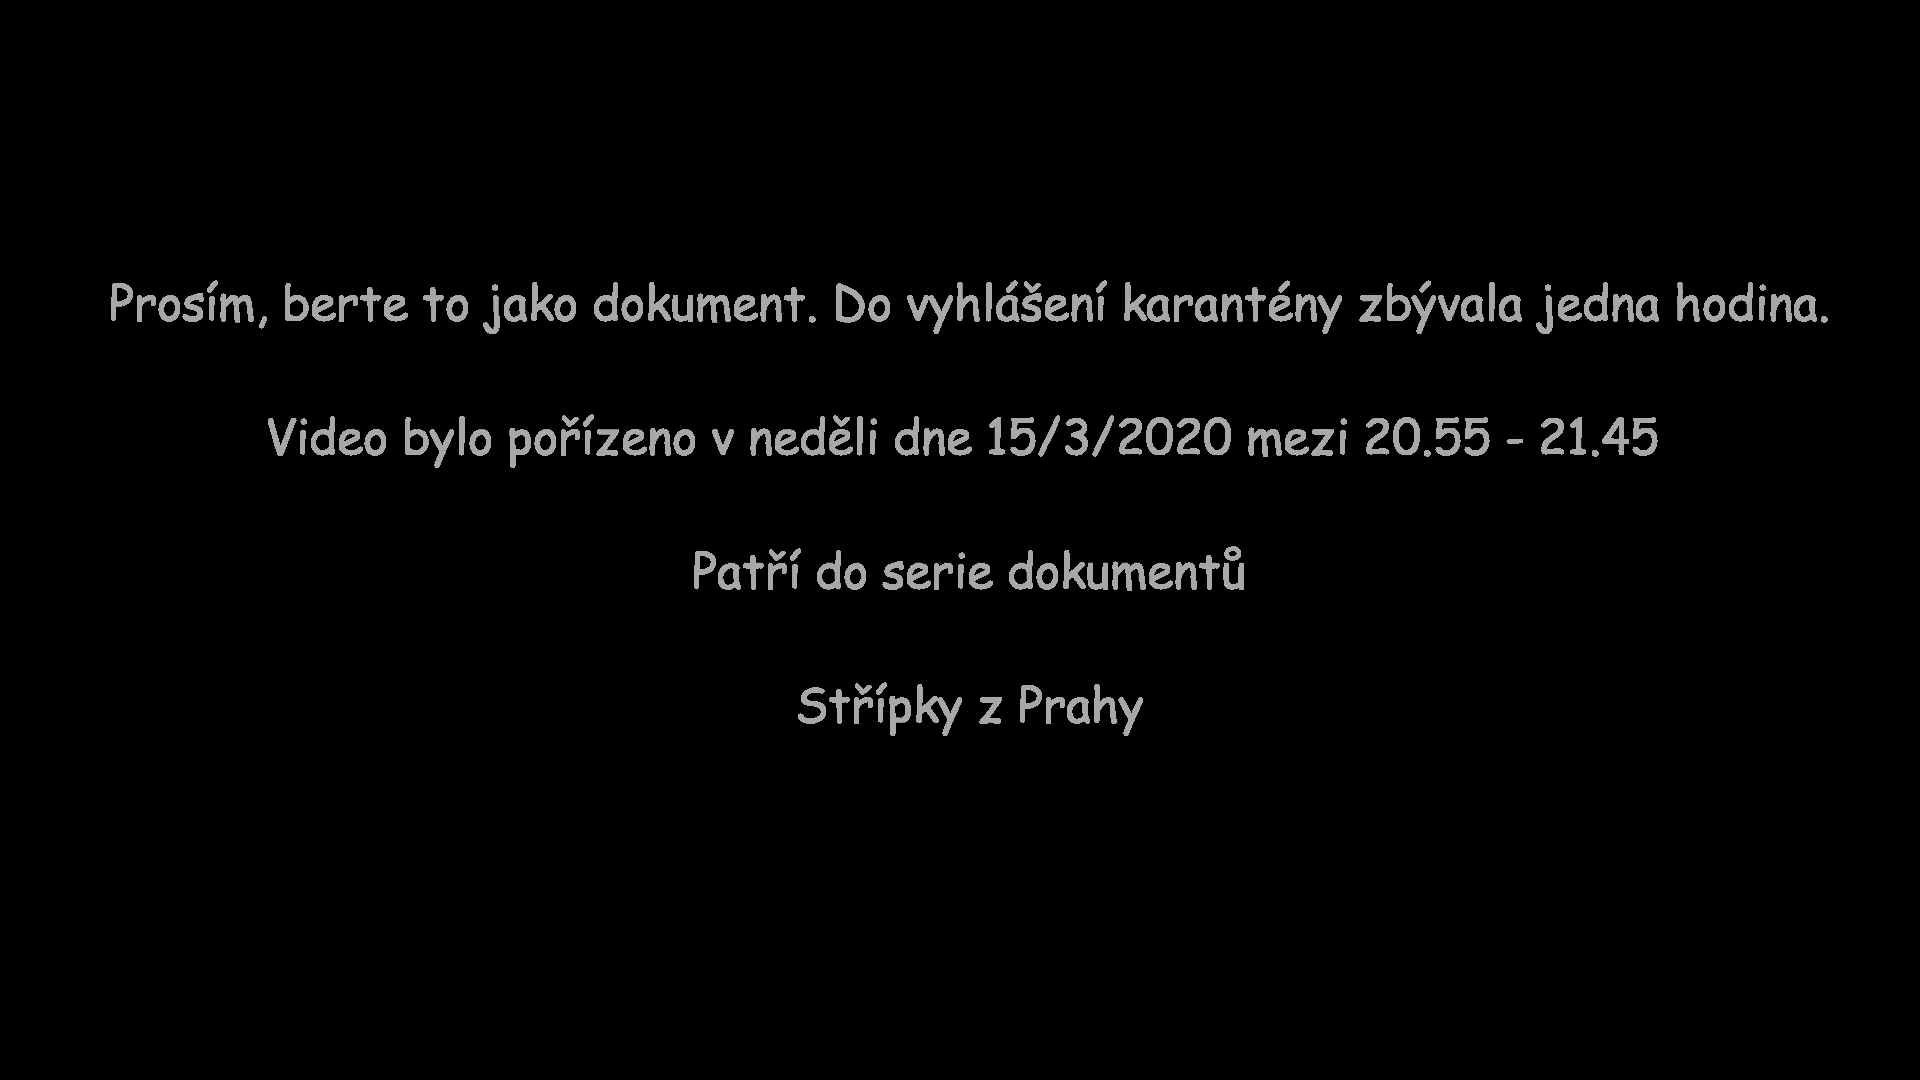 Prosím, berte to jako dokument. Do vyhlášení karantény zbývala jedna hodina.
Video bylo pořízeno v neděli dne 15/3/2020 mezi 20.55 - 21.45
Patří do serie dokumentů
Střípky z Prahy